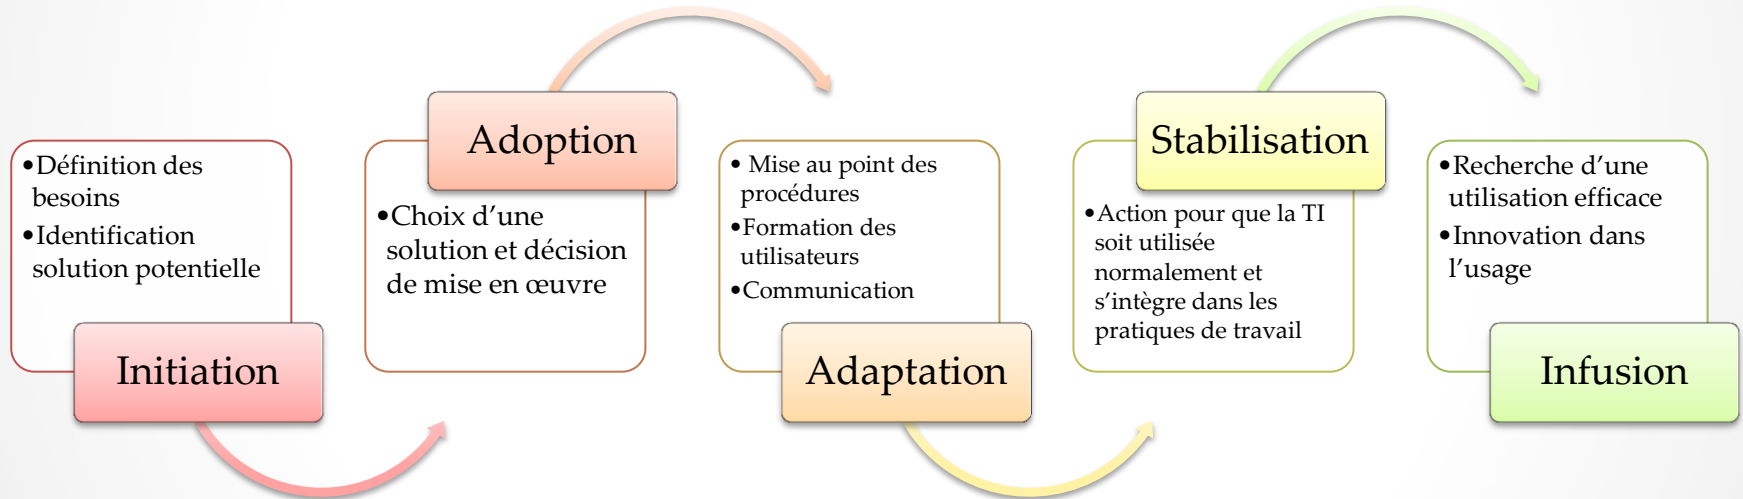 •Définition des
besoins
•Identification
solution potentielle
Initiation
Adoption
•Choix d’une
solution et décision
de mise en œuvre
• Mise au point des
procédures
•Formation des
utilisateurs
•Communication
Adaptation
Stabilisation
•Action pour que la TI
soit utilisée
normalement et
s’intègre dans les
pratiques de travail
•Recherche d’une
utilisation efficace
•Innovation dans
l’usage
Infusion